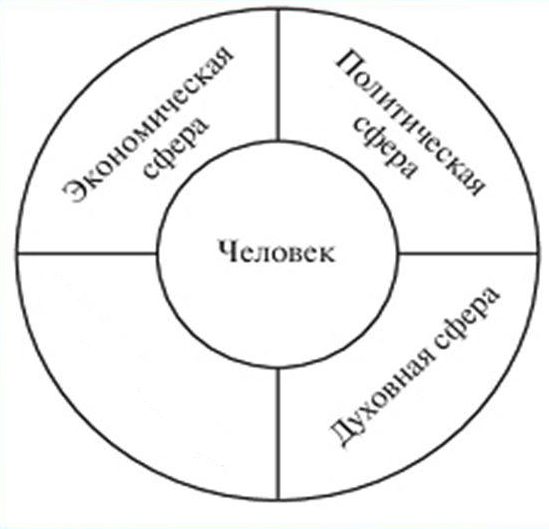 Экономическая
сфера
Политическая
сфера
Человек
Духовная сфера